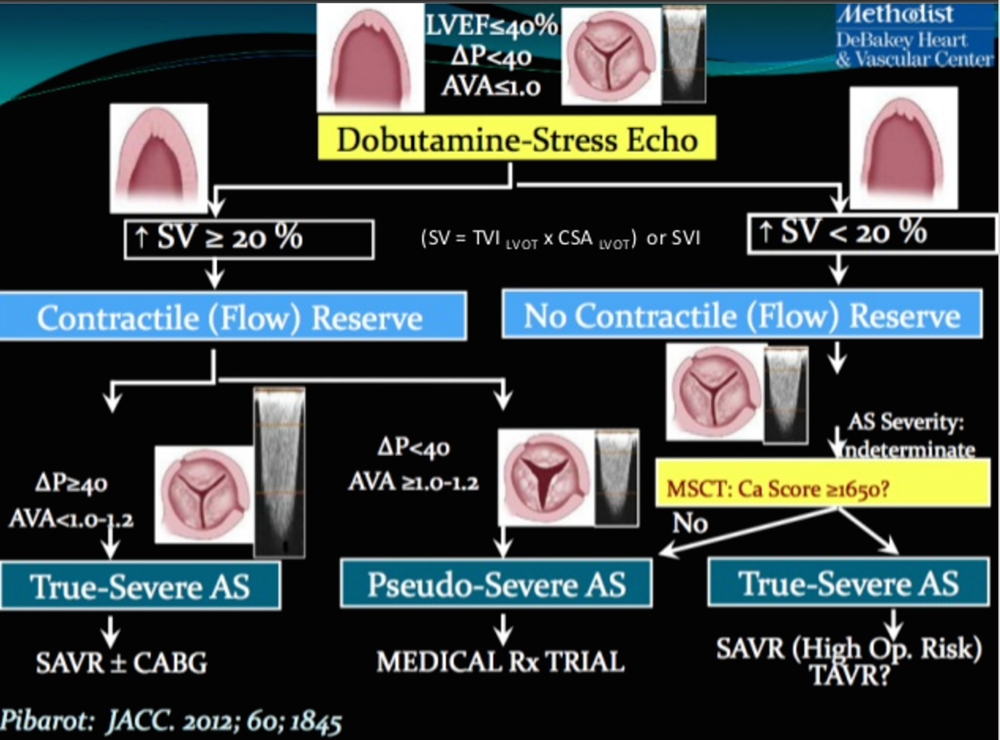 LVEF≤40%
ΔP<40
AVA≤1.0
Methodist
DeBakey Heart
& Vascular Center
Dobutamine-Stress Echo
↑ SV ≥ 20 %
(SV = TVI LVOT x CSA LVOT) or SVI
↑ SV < 20 %
Contractile (Flow) Reserve
No Contractile (Flow) Reserve
ΔP≥40
AVA<1.0-1.2
ΔP<40
AVA ≥1.0-1.2
AS Severity:
Indeterminate
MSCT: Ca Score ≥1650?
No
True-Severe AS
Pseudo-Severe AS
True-Severe AS
SAVR ± CABG
MEDICAL Rx TRIAL
SAVR (High Op. Risk)
TAVR?
Pibarot: JACC. 2012; 60; 1845